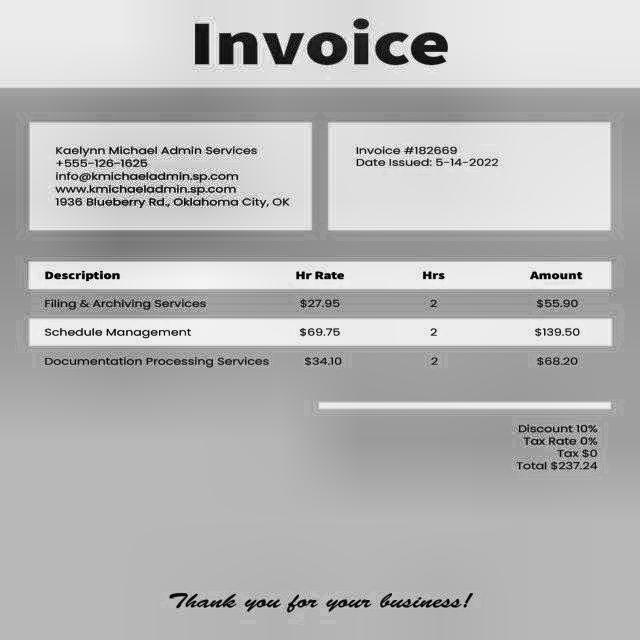 Invoice
Kaelynn Michael Admin Services
+555-126-1625
info@kmichaeladmin.sp.com
www.kmichaeladmin.sp.com
1936 Blueberry Rd., Oklahoma City, OK
Invoice #182669
Date Issued: 5-14-2022
Description Hr Rate Hrs Amount
Filing & Archiving Services $27.95 2 $55.90
Schedule Management $69.75 2 $139.50
Documentation Processing Services $34.10 2 $68.20
Discount 10%
Tax Rate 0%
Tax $0
Total $237.24
Thank you for your business!